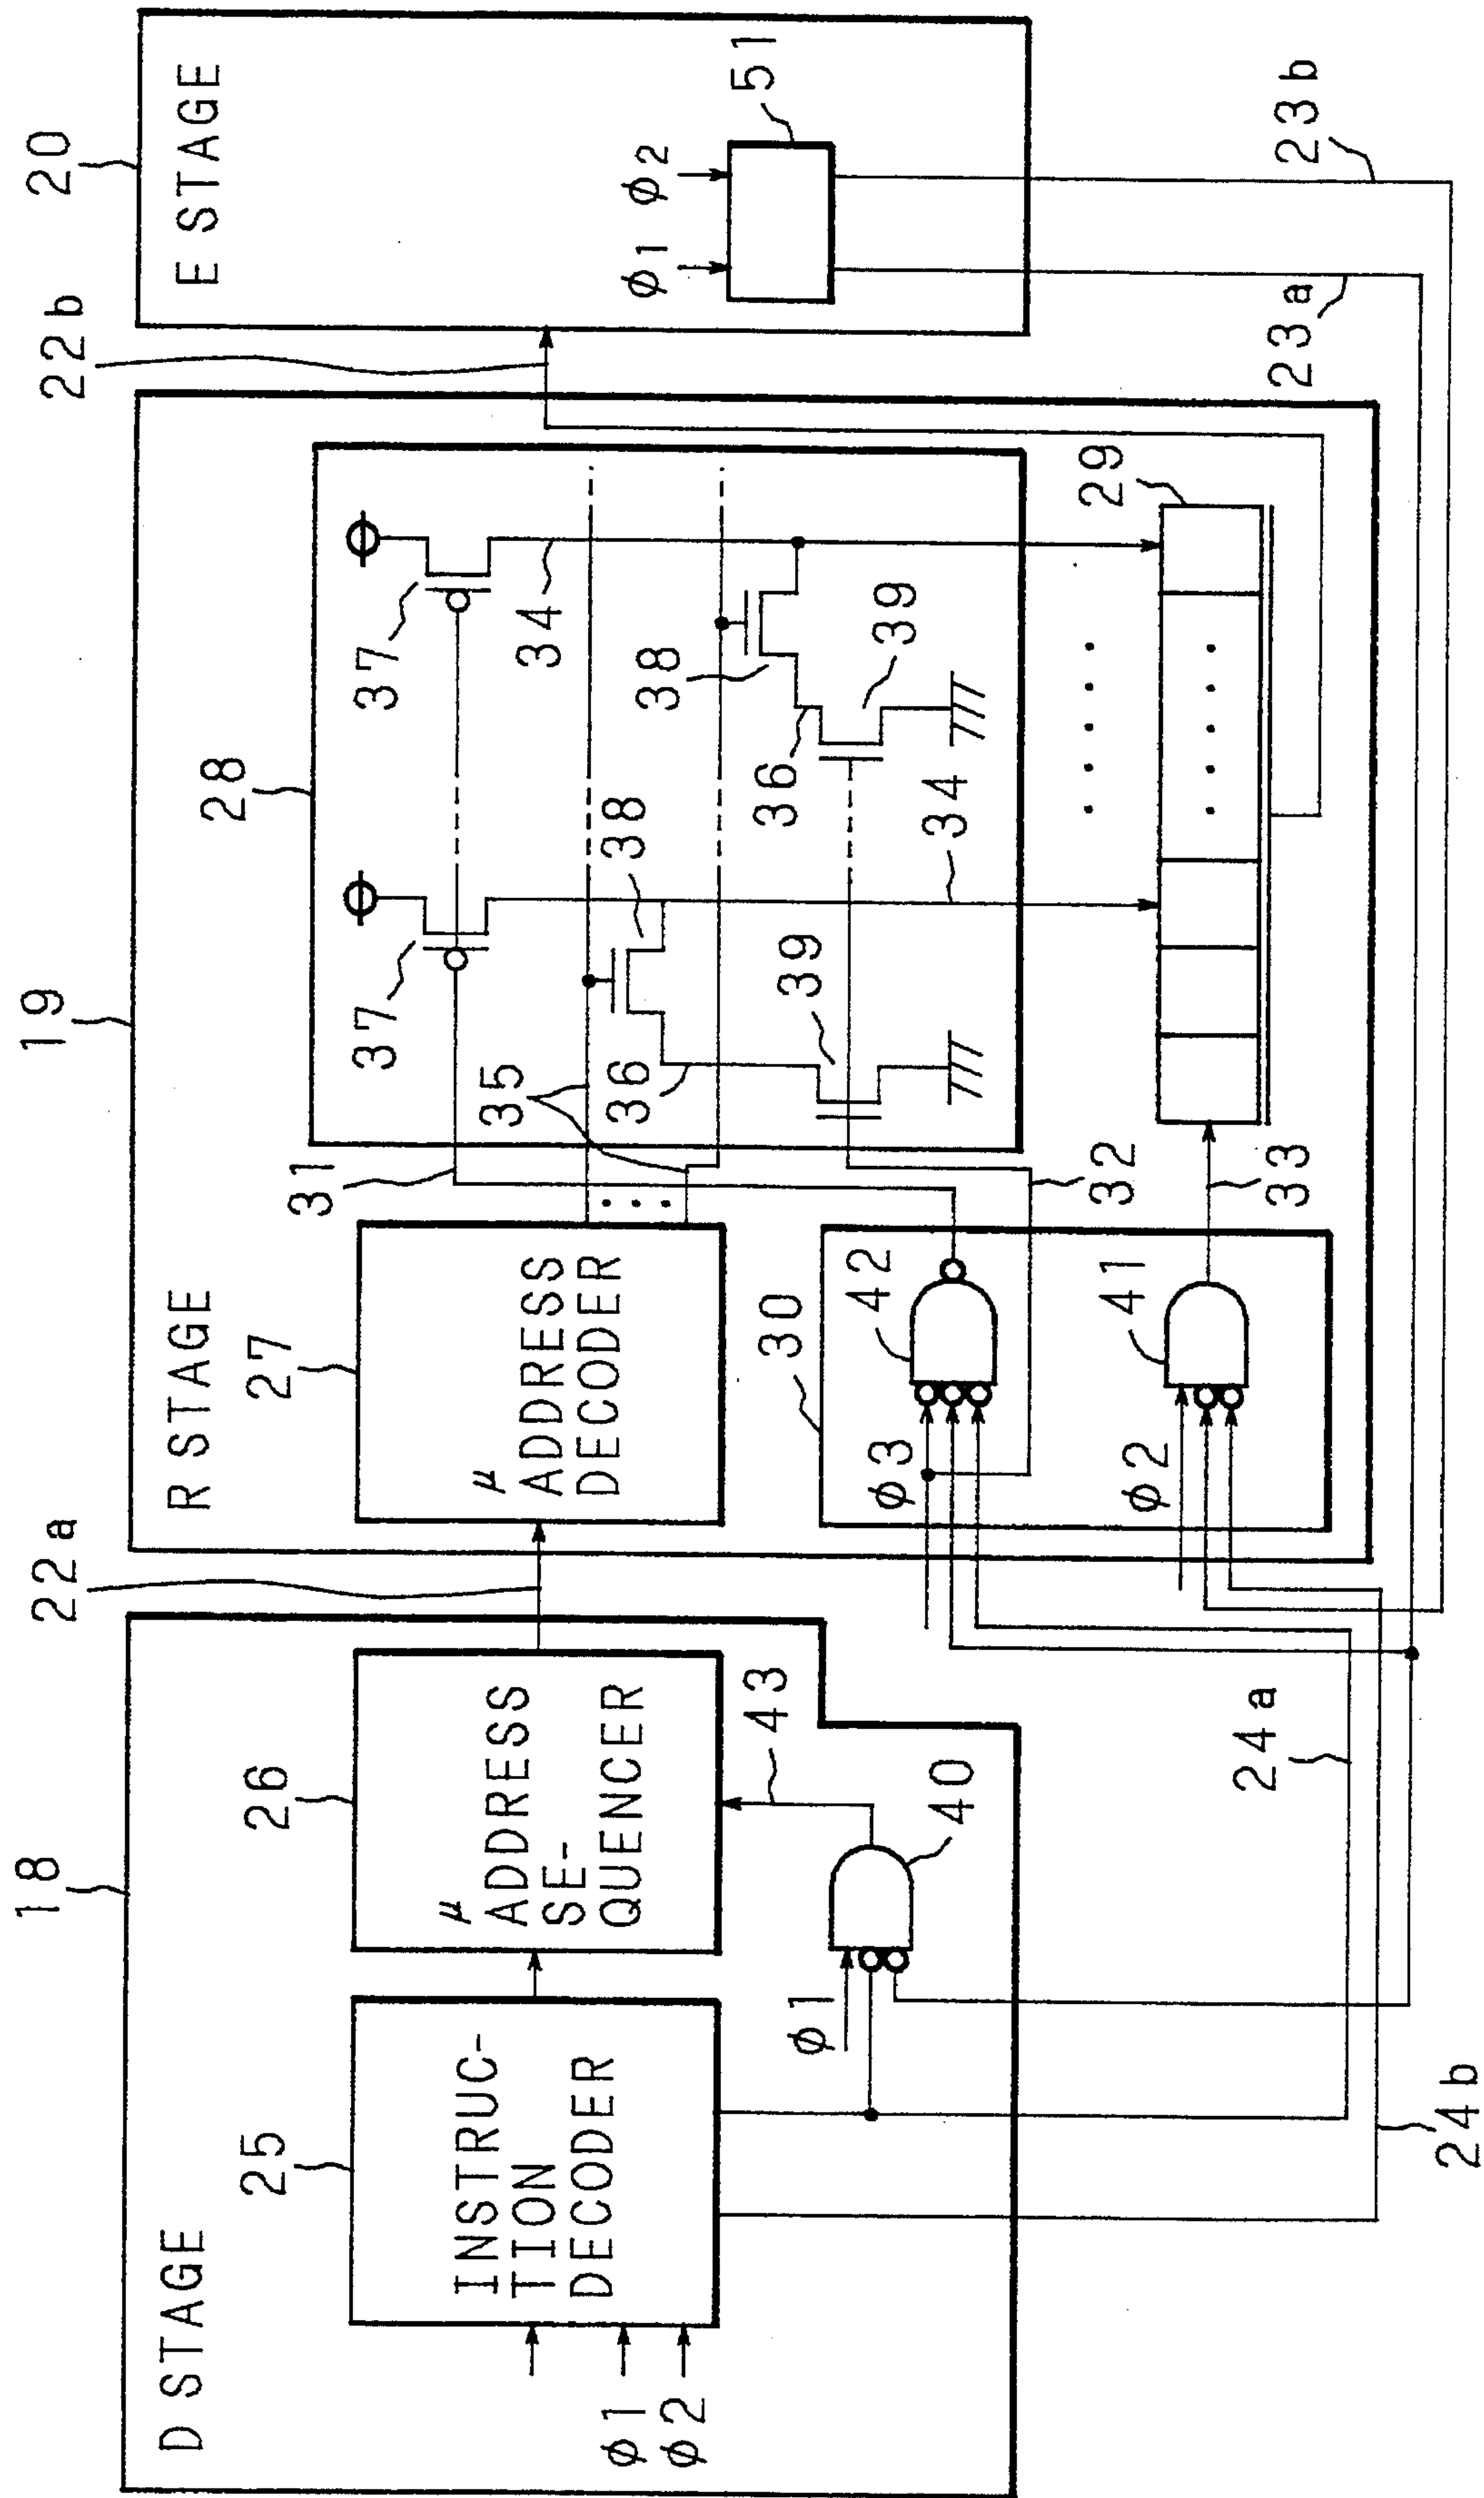 18
D STAGE
25
INSTRUC-
TION
DECODER
φ1
φ2
26
μ
ADDRESS
SE-
QUENCER
43
φ1
40
24a
24b
22a
19
R STAGE
27
μ
ADDRESS
DECODER
30
φ3
42
φ2
41
31
35
32
33
28
37
37
34
38
38
36
36
39
39
34
29
22b
20
E STAGE
φ1
φ2
51
23a
23b